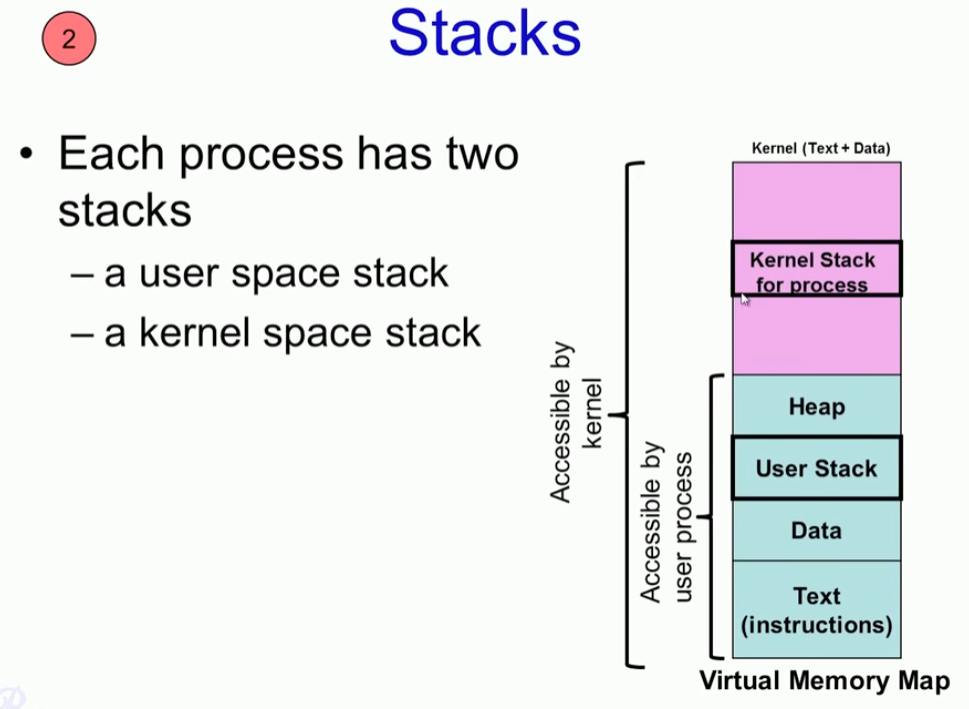 2
Stacks
• Each process has two
stacks
– a user space stack
– a kernel space stack
Kernel (Text + Data)
Kernel Stack
for process
Heap
User Stack
Data
Text
(instructions)
Accessible by
kernel
Accessible by
user process
Virtual Memory Map